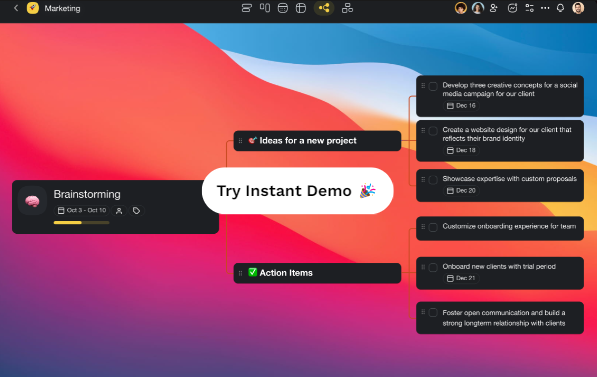 Marketing
Develop three creative concepts for a social
media campaign for our client
Dec 16
🎯 Ideas for a new project
Create a website design for our client that
reflects their brand identity
Dec 18
Showcase expertise with custom proposals
Dec 20
Brainstorming
Oct 3 - Oct 10
Try Instant Demo 🎉
Customize onboarding experience for team
✅ Action Items
Onboard new clients with trial period
Dec 21
Foster open communication and build a
strong longterm relationship with clients